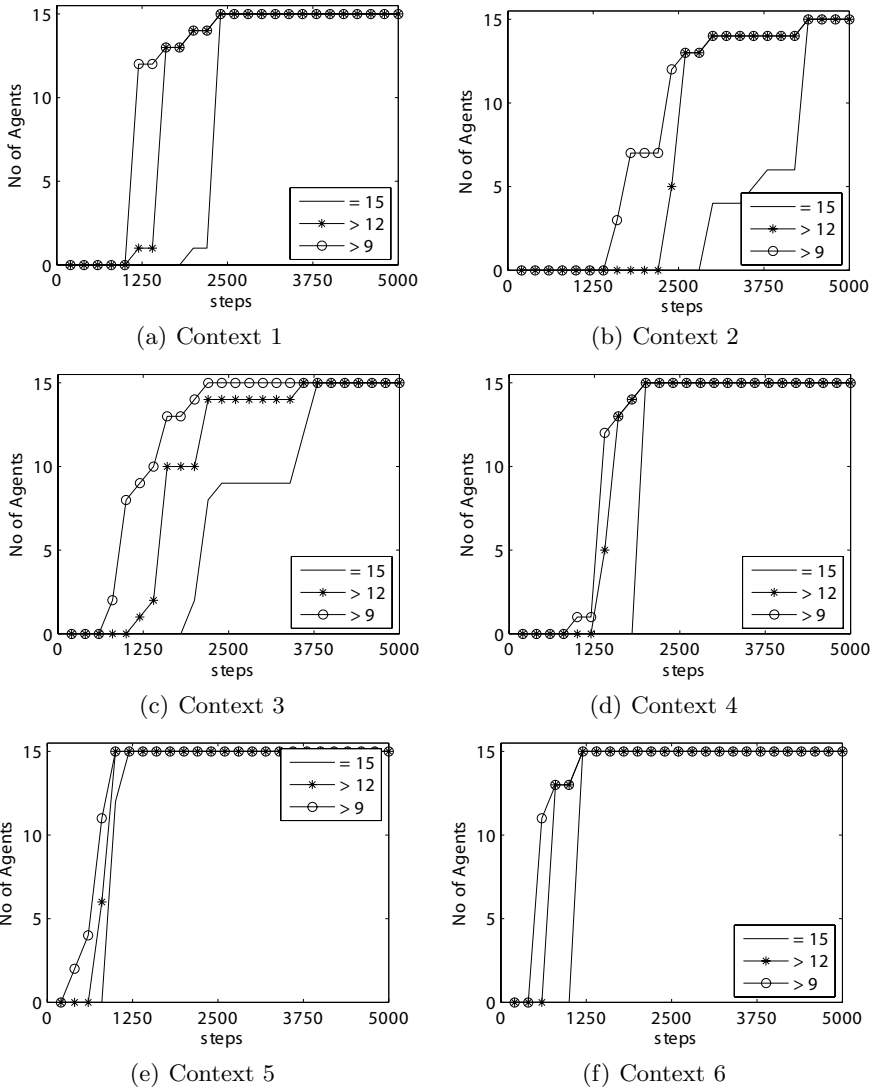 15
10
5
0
No of Agents
0 1250 2500 3750 5000
steps
= 15
> 12
> 9
(a) Context 1
15
10
5
0
No of Agents
0 1250 2500 3750 5000
steps
= 15
> 12
> 9
(b) Context 2
15
10
5
0
No of Agents
0 1250 2500 3750 5000
steps
= 15
> 12
> 9
(c) Context 3
15
10
5
0
No of Agents
0 1250 2500 3750 5000
steps
= 15
> 12
> 9
(d) Context 4
15
10
5
0
No of Agents
0 1250 2500 3750 5000
steps
= 15
> 12
> 9
(e) Context 5
15
10
5
0
No of Agents
0 1250 2500 3750 5000
steps
= 15
> 12
> 9
(f) Context 6